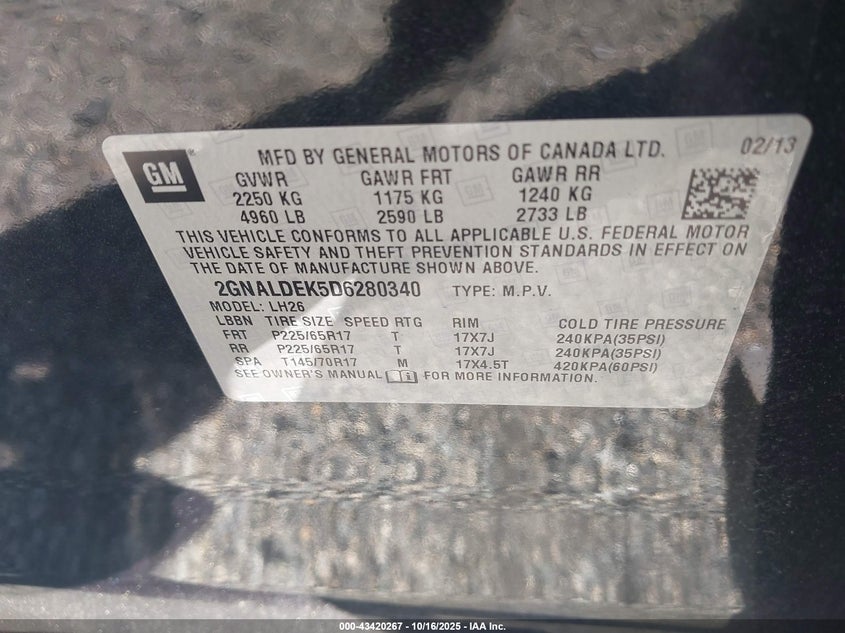 GM
MFD BY GENERAL MOTORS OF CANADA LTD. 02/13
GVWR GAWR FRT GAWR RR
2250 KG 1175 KG 1240 KG
4960 LB 2590 LB 2733 LB
THIS VEHICLE CONFORMS TO ALL APPLICABLE U.S. FEDERAL MOTOR
VEHICLE SAFETY AND THEFT PREVENTION STANDARDS IN EFFECT ON
THE DATE OF MANUFACTURE SHOWN ABOVE.
2GNALDEK5D6280340 TYPE: M.P.V.
MODEL: LH26
LBBN TIRE SIZE SPEED RTG RIM COLD TIRE PRESSURE
FRT P225/65R17 T 17X7J 240KPA(35PSI)
RR P225/65R17 T 17X7J 240KPA(35PSI)
SPA T145/70R17 M 17X4.5T 420KPA(60PSI)
SEE OWNER'S MANUAL FOR MORE INFORMATION.
000-43420267 - 10/16/2025 - IAA Inc.